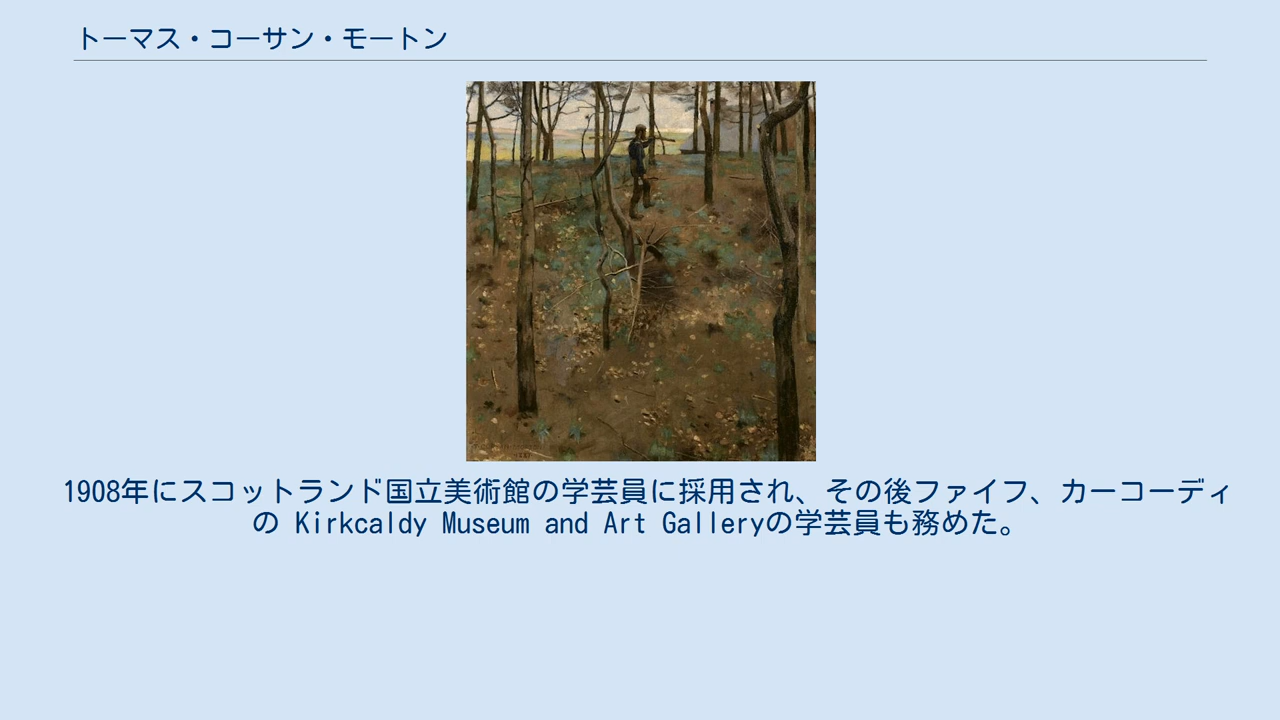 トーマス・コーサン・モートン
1908年にスコットランド国立美術館の学芸員に採用され、その後ファイフ、カーコーディ
の Kirkcaldy Museum and Art Galleryの学芸員も務めた。